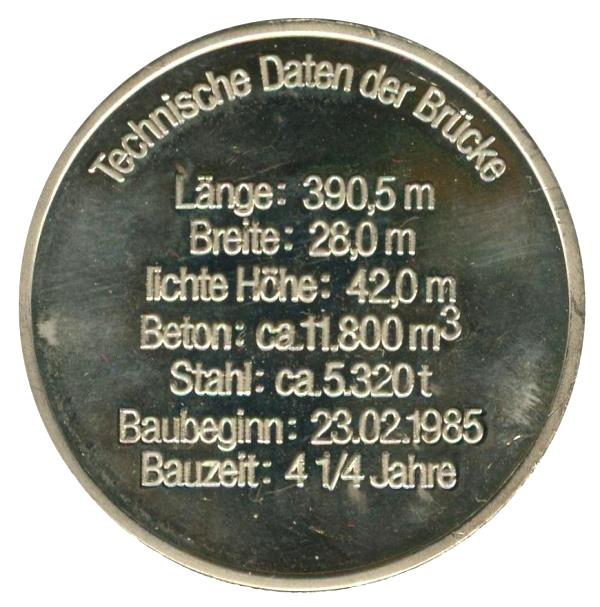 Technische Daten der Brücke
Länge: 390,5 m
Breite: 28,0 m
lichte Höhe: 42,0 m
Beton: ca.11.800 m³
Stahl: ca.5.320 t
Baubeginn: 23.02.1985
Bauzeit: 4 1/4 Jahre